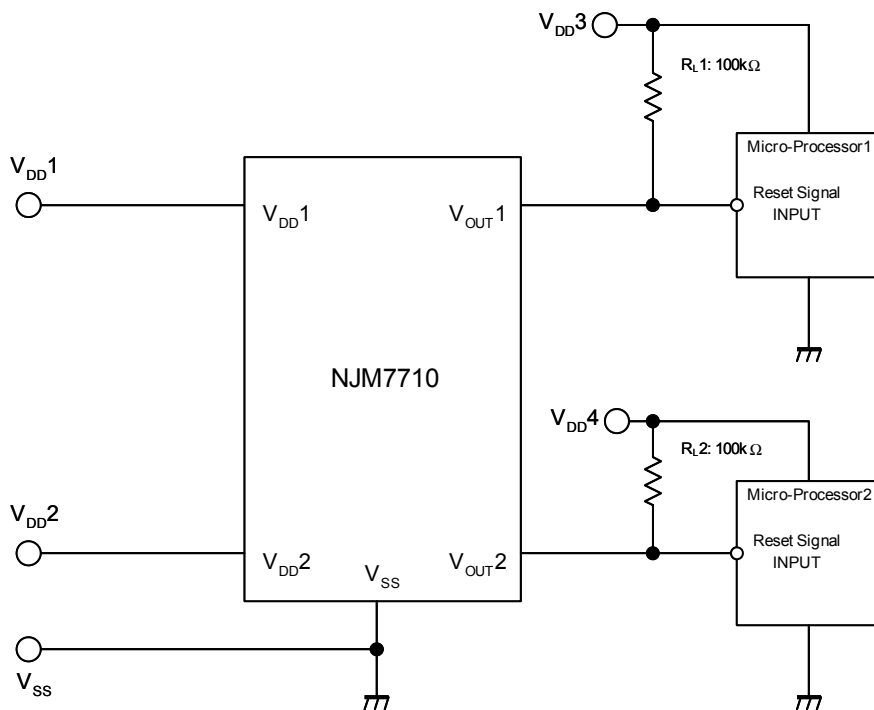 VDD3
RL1: 100kΩ
VDD1
Micro-Processor1
Reset Signal
INPUT
VDD1
VOUT1
NJM7710
VDD4
RL2: 100kΩ
Micro-Processor2
VDD2
Reset Signal
INPUT
VDD2
VSS
VOUT2
VSS